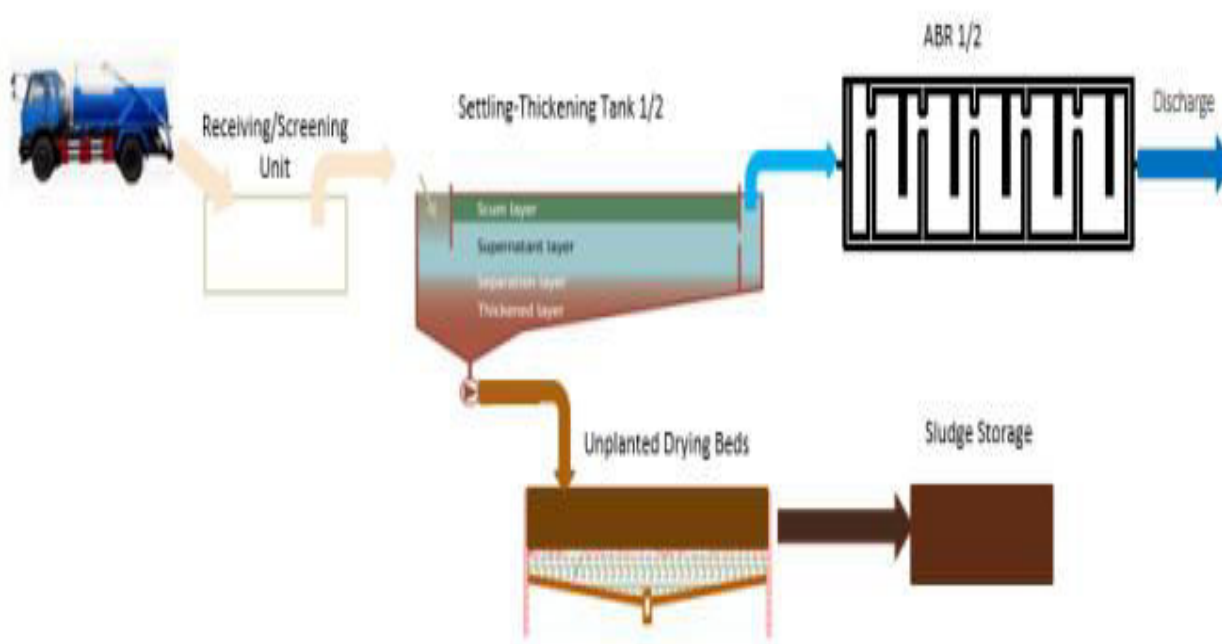 ABR 1/2
Discharge
Settling-Thickening Tank 1/2
Receiving/Screening
Unit
Scum layer
Supernatant layer
Separation layer
Thickened layer
Unplanted Drying Beds
Sludge Storage